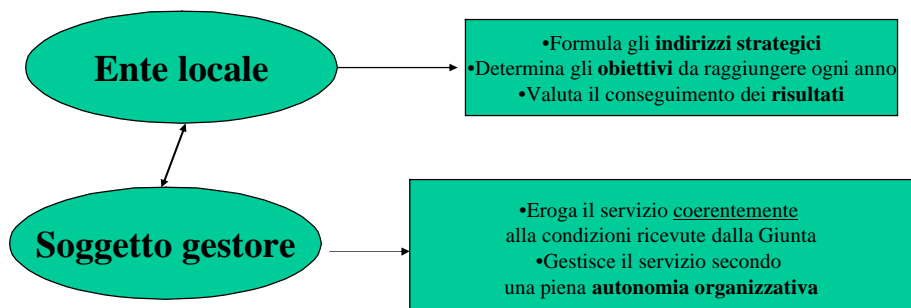 Ente locale
•Formula gli indirizzi strategici
•Determina gli obiettivi da raggiungere ogni anno
•Valuta il conseguimento dei risultati
Soggetto gestore
•Eroga il servizio coerentemente
alla condizioni ricevute dalla Giunta
•Gestisce il servizio secondo
una piena autonomia organizzativa